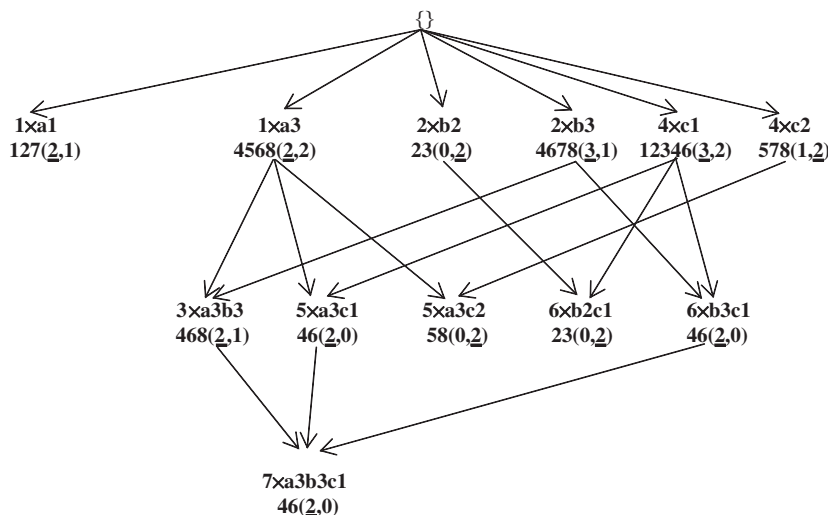 {}
1×a1 1×a3 2×b2 2×b3 4×c1 4×c2
127(2,1) 4568(2,2) 23(0,2) 4678(3,1) 12346(3,2) 578(1,2)
3×a3b3 5×a3c1 5×a3c2 6×b2c1 6×b3c1
468(2,1) 46(2,0) 58(0,2) 23(0,2) 46(2,0)
7×a3b3c1
46(2,0)